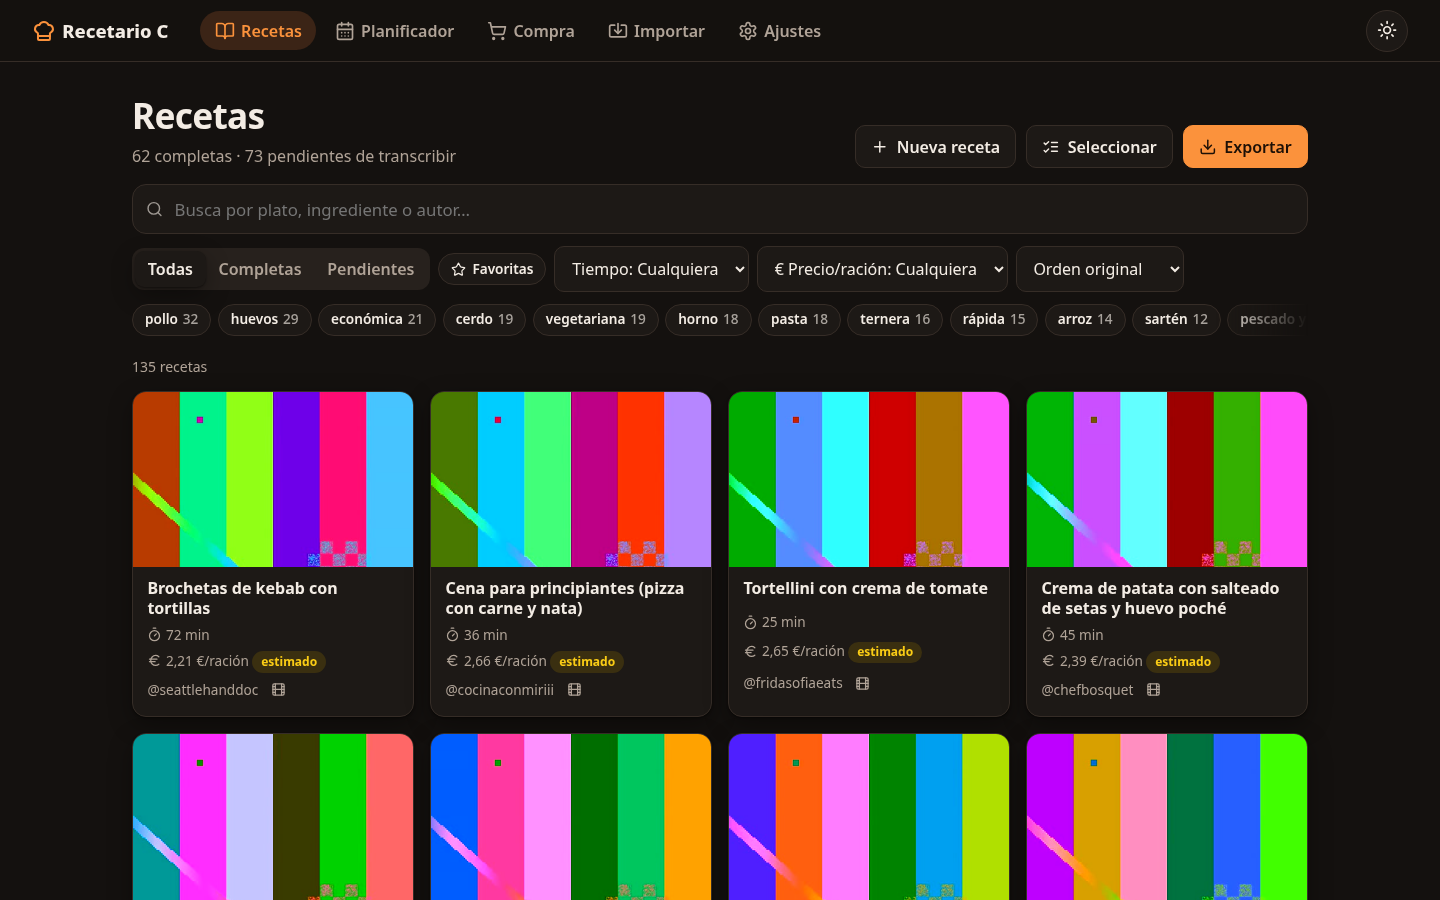 Recetario C
Recetas
Planificador
Compra
Importar
Ajustes
Recetas
62 completas · 73 pendientes de transcribir
Nueva receta
Seleccionar
Exportar
Busca por plato, ingrediente o autor...
Todas
Completas
Pendientes
Favoritas
Tiempo: Cualquiera
€ Precio/ración: Cualquiera
Orden original
pollo 32
huevos 29
económica 21
cerdo 19
vegetariana 19
horno 18
pasta 18
ternera 16
rápida 15
arroz 14
sartén 12
pescado y
135 recetas
Brochetas de kebab con
tortillas
72 min
€ 2,21 €/ración estimado
@seattlehanddoc
Cena para principiantes (pizza
con carne y nata)
36 min
€ 2,66 €/ración estimado
@cocinaconmiriii
Tortellini con crema de tomate
25 min
€ 2,65 €/ración estimado
@fridasofiaeats
Crema de patata con salteado
de setas y huevo poché
45 min
€ 2,39 €/ración estimado
@chefbosquet